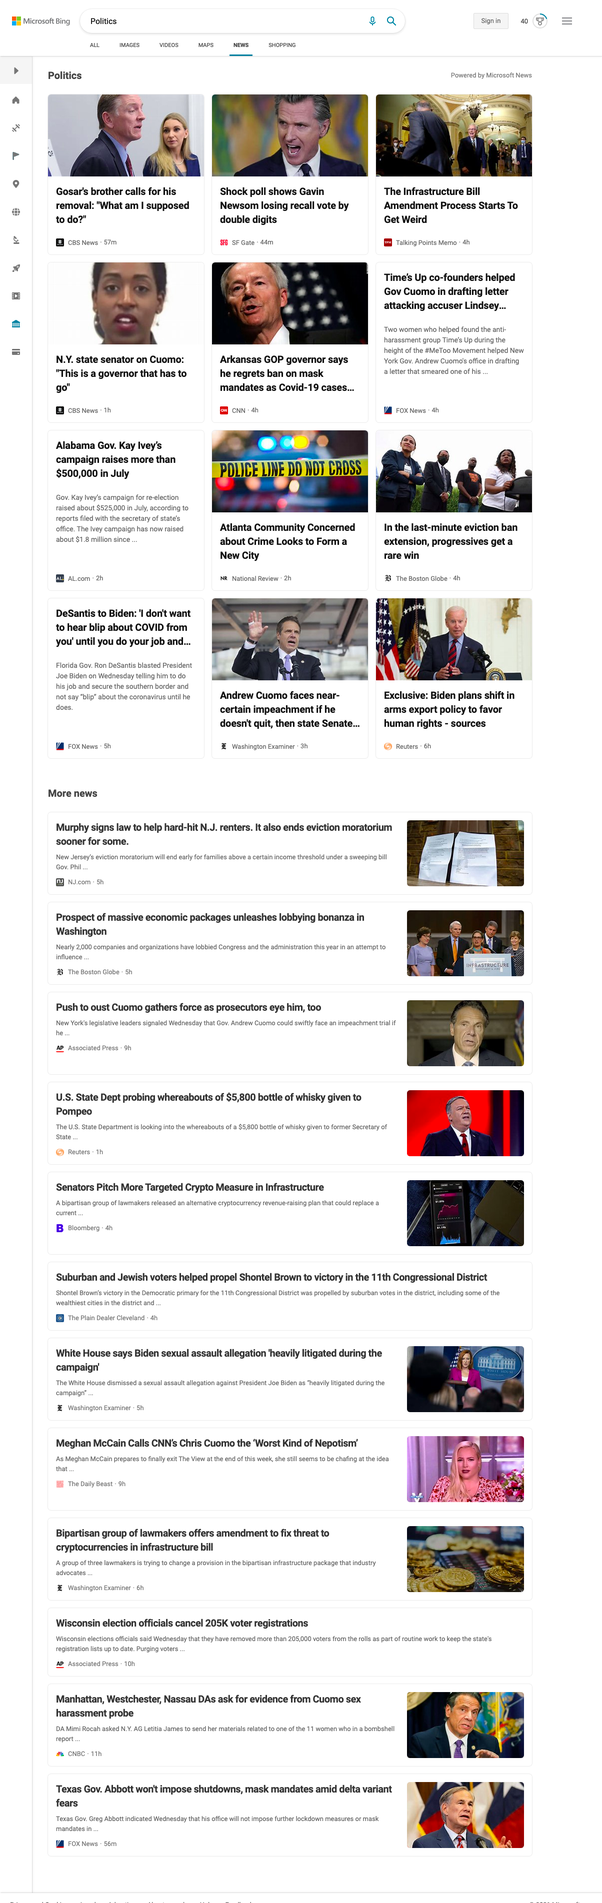 Microsoft Bing
Politics
Sign in
40
ALL
IMAGES
VIDEOS
MAPS
NEWS
SHOPPING
Politics
Powered by Microsoft News
Gosar's brother calls for his
removal: "What am I supposed
to do?"
CBS News · 57m
Shock poll shows Gavin
Newsom losing recall vote by
double digits
SF Gate · 44m
The Infrastructure Bill
Amendment Process Starts To
Get Weird
Talking Points Memo · 4h
N.Y. state senator on Cuomo:
"This is a governor that has to
go"
CBS News · 1h
Arkansas GOP governor says
he regrets ban on mask
mandates as Covid-19 cases...
CNN · 4h
Time's Up co-founders helped
Gov Cuomo in drafting letter
attacking accuser Lindsey...
Two women who helped found the anti-
harassment group Time's Up during the
height of the #MeToo Movement helped New
York Gov. Andrew Cuomo's office in drafting
a letter that smeared one of his ...
FOX News · 4h
Alabama Gov. Kay Ivey's
campaign raises more than
$500,000 in July
Gov. Kay Ivey's campaign for re-election
raised about $525,000 in July, according to
reports filed with the secretary of state's
office. The Ivey campaign has now raised
about $1.8 million since ...
AL.com · 2h
POLICE LINE DO NOT CROSS
Atlanta Community Concerned
about Crime Looks to Form a
New City
NR National Review · 2h
In the last-minute eviction ban
extension, progressives get a
rare win
The Boston Globe · 4h
DeSantis to Biden: 'I don't want
to hear blip about COVID from
you' until you do your job and...
Florida Gov. Ron DeSantis blasted President
Joe Biden on Wednesday telling him to do
his job and secure the southern border and
not say "blip" about the coronavirus until he
does.
FOX News · 5h
Andrew Cuomo faces near-
certain impeachment if he
doesn't quit, then state Senate...
Washington Examiner · 3h
Exclusive: Biden plans shift in
arms export policy to favor
human rights - sources
Reuters · 6h
More news
Murphy signs law to help hard-hit N.J. renters. It also ends eviction moratorium
sooner for some.
New Jersey's eviction moratorium will end early for families above a certain income threshold under a sweeping bill
Gov. Phil ...
NJ.com · 5h
Prospect of massive economic packages unleashes lobbying bonanza in
Washington
Nearly 2,000 companies and organizations have lobbied Congress and the administration this year in an attempt to
influence ...
The Boston Globe · 5h
INFRASTRUCTURE
Push to oust Cuomo gathers force as prosecutors eye him, too
New York's legislative leaders signaled Wednesday that Gov. Andrew Cuomo could swiftly face an impeachment trial if
he ...
AP Associated Press · 9h
U.S. State Dept probing whereabouts of $5,800 bottle of whisky given to
Pompeo
The U.S. State Department is looking into the whereabouts of a $5,800 bottle of whisky given to former Secretary of
State ...
Reuters · 1h
Senators Pitch More Targeted Crypto Measure in Infrastructure
A bipartisan group of lawmakers released an alternative cryptocurrency revenue-raising plan that could replace a
current ...
B Bloomberg · 4h
Suburban and Jewish voters helped propel Shontel Brown to victory in the 11th Congressional District
Shontel Brown's victory in the Democratic primary for the 11th Congressional District was propelled by suburban votes in the district, including some of the
wealthiest cities in the district and ...
The Plain Dealer Cleveland · 4h
White House says Biden sexual assault allegation 'heavily litigated during the
campaign'
The White House dismissed a sexual assault allegation against President Joe Biden as "heavily litigated during the
campaign" ...
Washington Examiner · 5h
Meghan McCain Calls CNN's Chris Cuomo the 'Worst Kind of Nepotism'
As Meghan McCain prepares to finally exit The View at the end of this week, she still seems to be chafing at the idea
that ...
The Daily Beast · 9h
Bipartisan group of lawmakers offers amendment to fix threat to
cryptocurrencies in infrastructure bill
A group of three lawmakers is trying to change a provision in the bipartisan infrastructure package that industry
advocates ...
Washington Examiner · 6h
Wisconsin election officials cancel 205K voter registrations
Wisconsin elections officials said Wednesday that they have removed more than 205,000 voters from the rolls as part of routine work to keep the state's
registration lists up to date. Purging voters ...
AP Associated Press · 10h
Manhattan, Westchester, Nassau DAs ask for evidence from Cuomo sex
harassment probe
DA Mimi Rocah asked N.Y. AG Letitia James to send her materials related to one of the 11 women who in a bombshell
report ...
CNBC · 11h
Texas Gov. Abbott won't impose shutdowns, mask mandates amid delta variant
fears
Texas Gov. Greg Abbott indicated Wednesday that his office will not impose further lockdown measures or mask
mandates in ...
FOX News · 56m